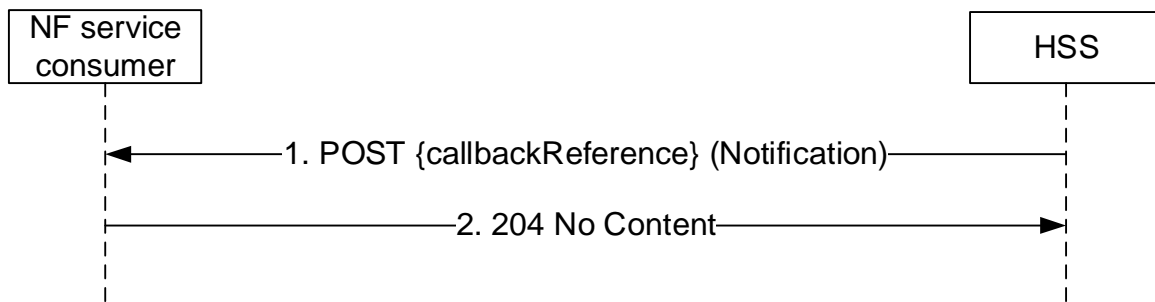 NF service
consumer
HSS
1. POST {callbackReference} (Notification)
2. 204 No Content